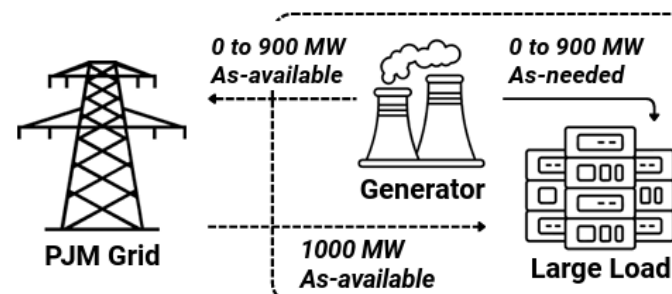 0 to 900 MW
As-available
0 to 900 MW
As-needed
Generator
PJM Grid
1000 MW
As-available
Large Load